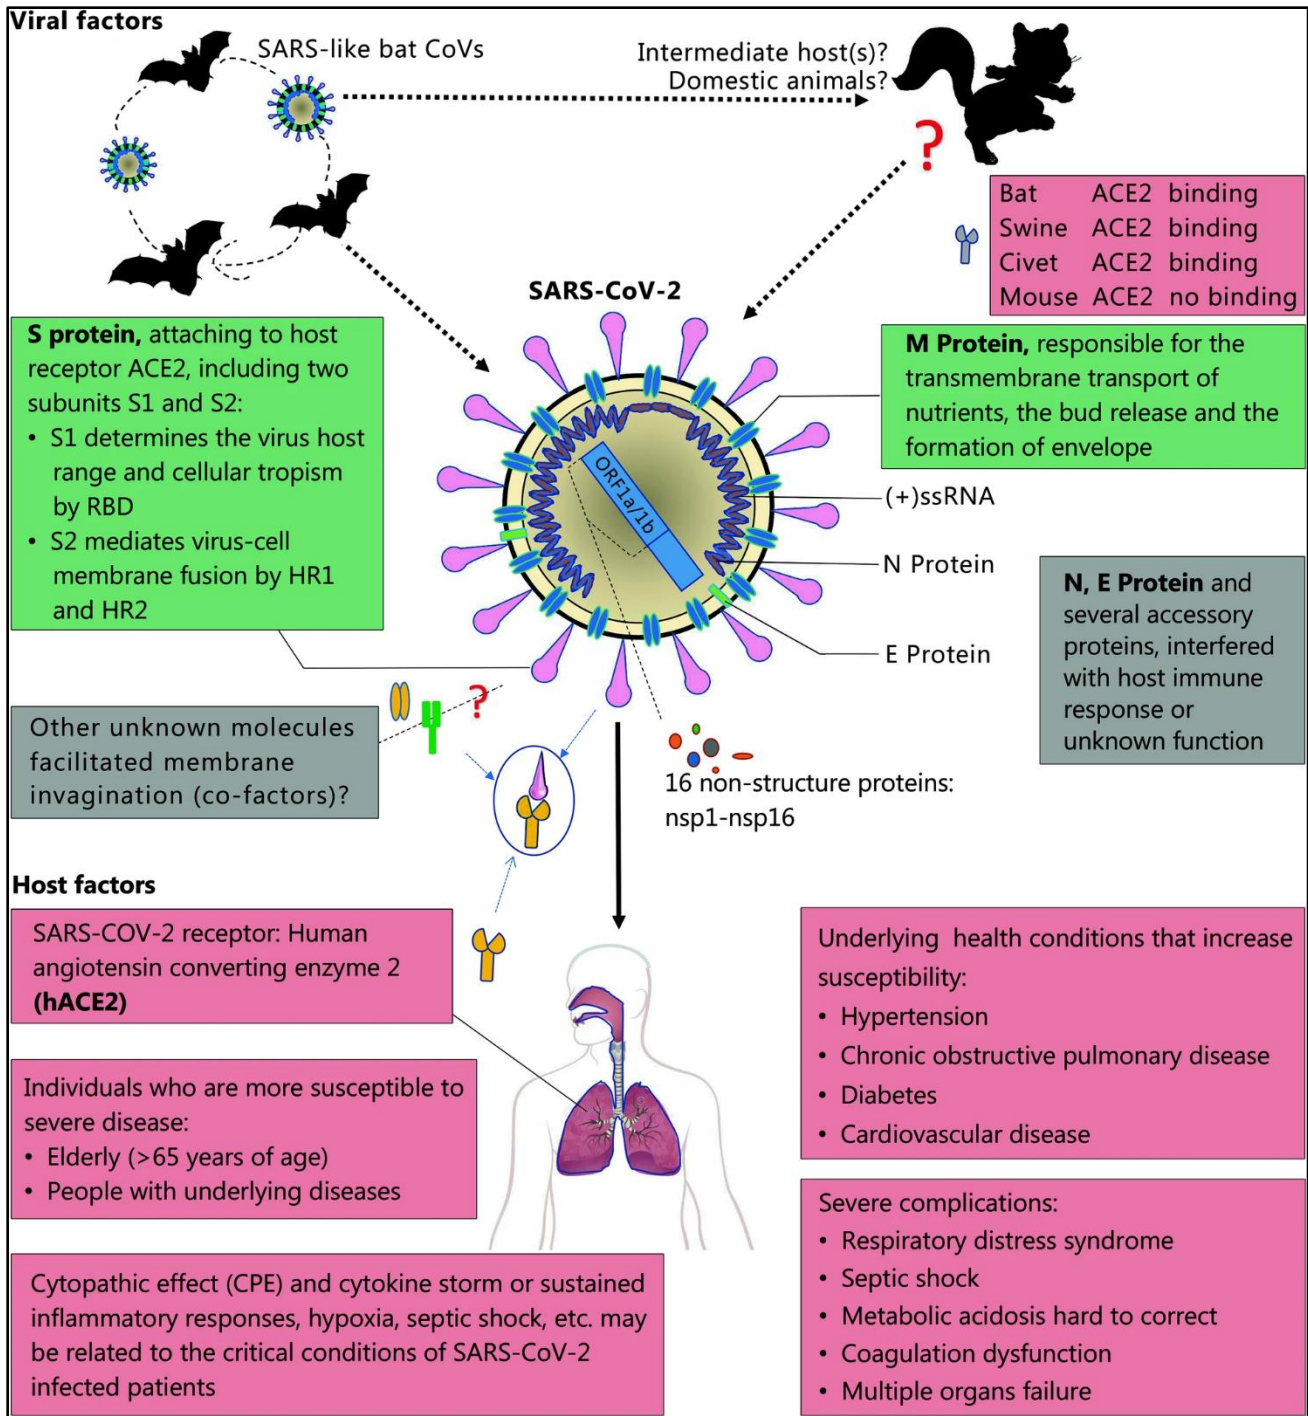 Viral factors
SARS-like bat CoVs
Intermediate host(s)?
Domestic animals?
?
Bat ACE2 binding
Swine ACE2 binding
Civet ACE2 binding
Mouse ACE2 no binding
SARS-CoV-2
S protein, attaching to host
receptor ACE2, including two
subunits S1 and S2:
• S1 determines the virus host
range and cellular tropism
by RBD
• S2 mediates virus-cell
membrane fusion by HR1
and HR2
M Protein, responsible for the
transmembrane transport of
nutrients, the bud release and the
formation of envelope
ORF1a/1b
(+)ssRNA
N Protein
E Protein
N, E Protein and
several accessory
proteins, interfered
with host immune
response or
unknown function
?
Other unknown molecules
facilitated membrane
invagination (co-factors)?
16 non-structure proteins:
nsp1-nsp16
Host factors
SARS-COV-2 receptor: Human
angiotensin converting enzyme 2
(hACE2)
Individuals who are more susceptible to
severe disease:
• Elderly (>65 years of age)
• People with underlying diseases
Cytopathic effect (CPE) and cytokine storm or sustained
inflammatory responses, hypoxia, septic shock, etc. may
be related to the critical conditions of SARS-CoV-2
infected patients
Underlying health conditions that increase
susceptibility:
• Hypertension
• Chronic obstructive pulmonary disease
• Diabetes
• Cardiovascular disease
Severe complications:
• Respiratory distress syndrome
• Septic shock
• Metabolic acidosis hard to correct
• Coagulation dysfunction
• Multiple organs failure